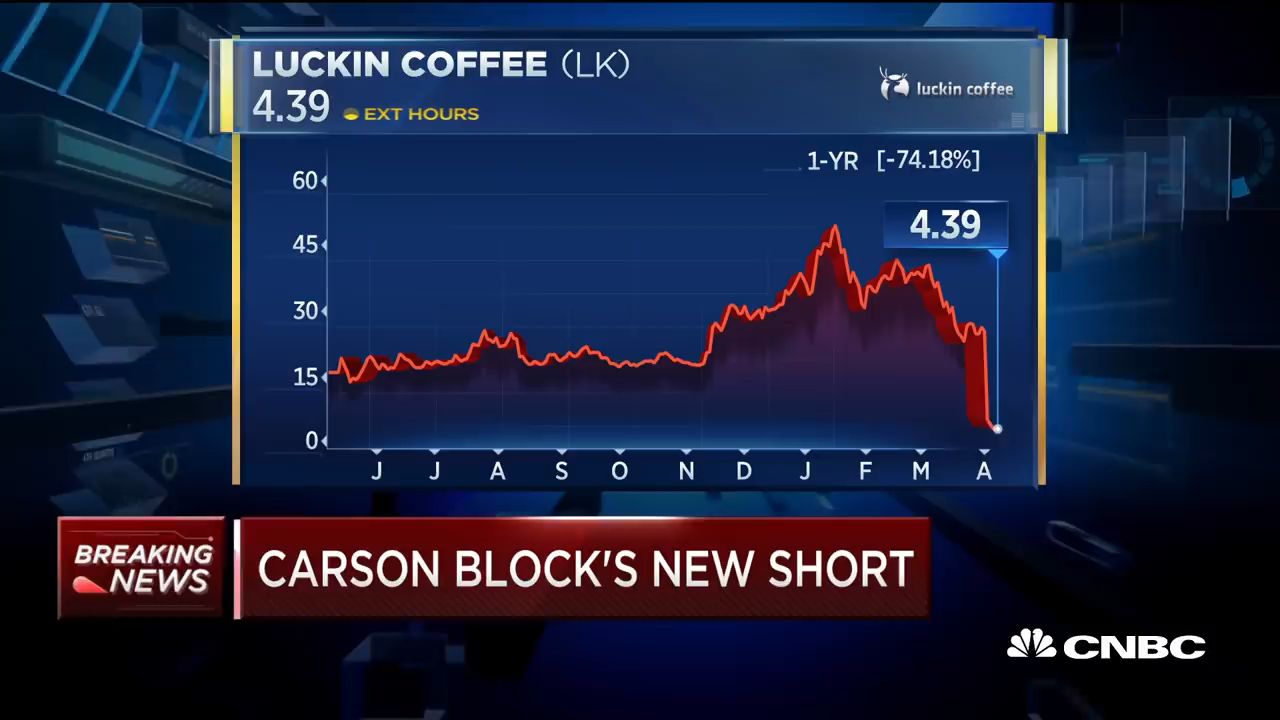 LUCKIN COFFEE (LK)
4.39 EXT HOURS
luckin coffee
1-YR [-74.18%]
4.39
60
45
30
15
0
J J A S O N D J F M A
BREAKING NEWS
CARSON BLOCK'S NEW SHORT
CNBC